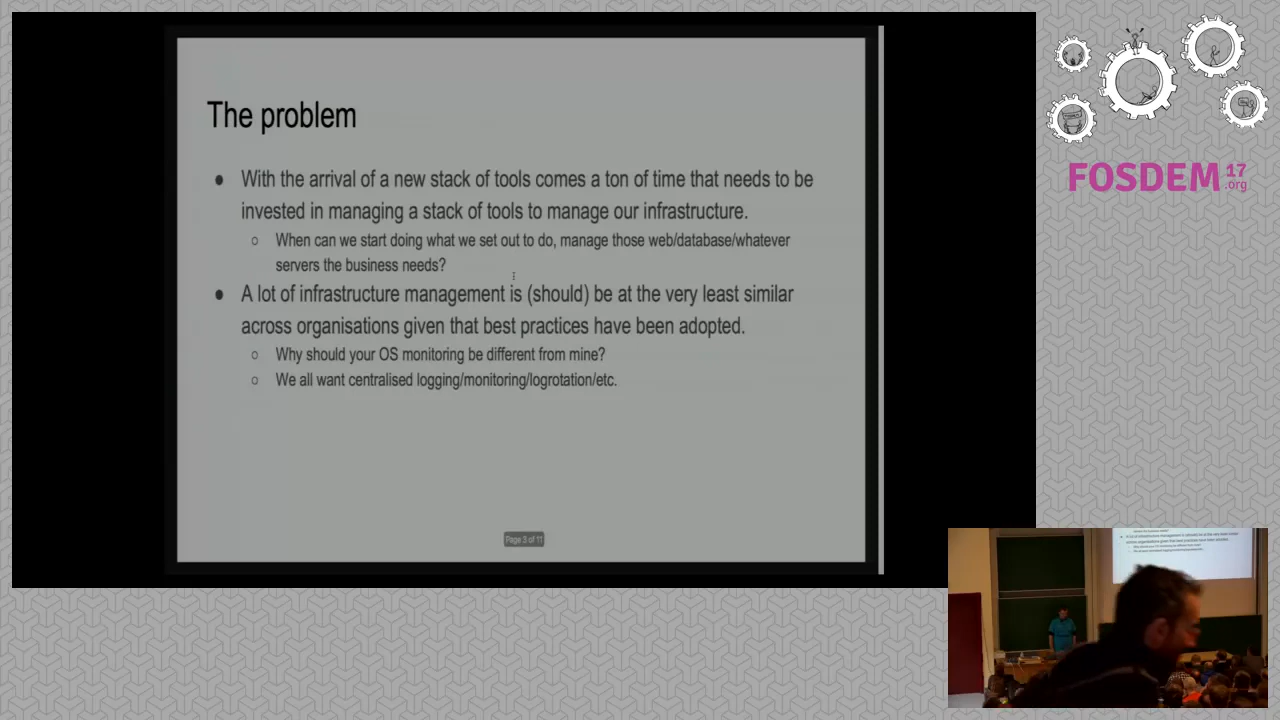 The problem
● With the arrival of a new stack of tools comes a ton of time that needs to be
invested in managing a stack of tools to manage our infrastructure.
○ When can we start doing what we set out to do, manage those web/database/whatever
servers the business needs?
● A lot of infrastructure management is (should) be at the very least similar
across organisations given that best practices have been adopted.
○ Why should your OS monitoring be different from mine?
○ We all want centralised logging/monitoring/logrotation/etc.
Page 3 of 11
FOSDEM 17
.org